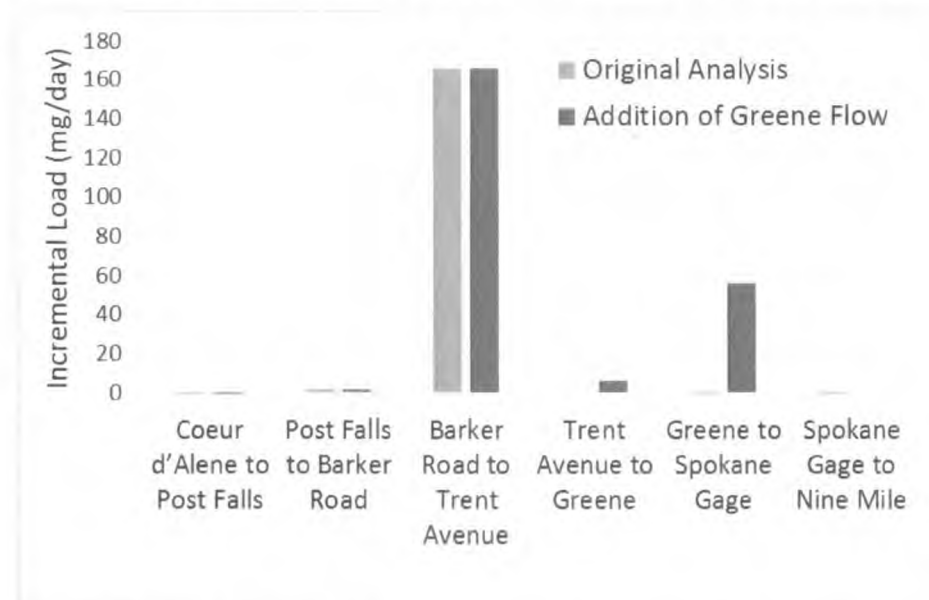 Incremental Load (mg/day)
180
160
140
120
100
80
60
40
20
0
Original Analysis
Addition of Greene Flow
Coeur
d'Alene to
Post Falls
Post Falls
to Barker
Road
Barker
Road to
Trent
Avenue
Trent
Avenue to
Greene
Greene to
Spokane
Gage
Spokane
Gage to
Nine Mile